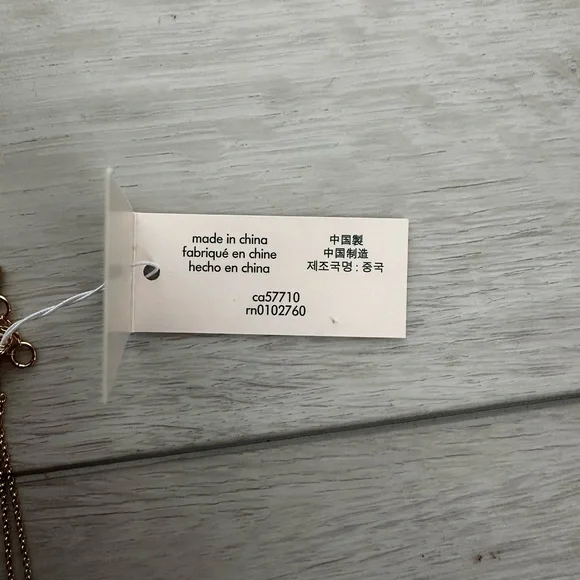 made in china
fabriqué en chine
hecho en china
中国製
中国制造
제조국명 : 중국
ca57710
rn0102760